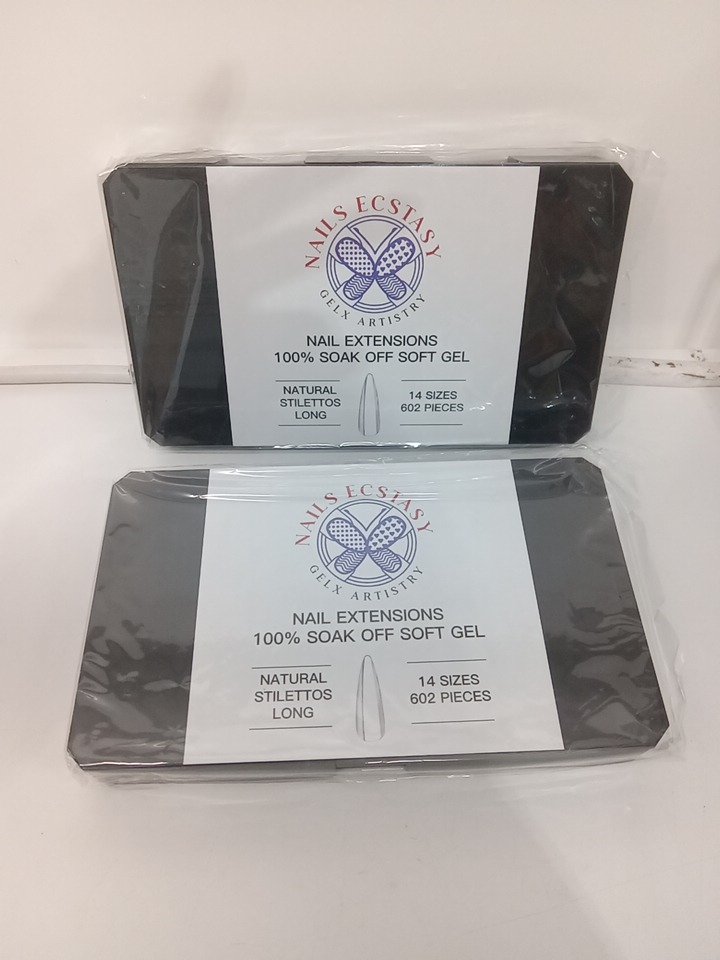 NAILS ECSTASY
GELX ARTISTRY
NAIL EXTENSIONS
100% SOAK OFF SOFT GEL
NATURAL
STILETTOS
LONG
14 SIZES
602 PIECES
NAILS ECSTASY
GELX ARTISTRY
NAIL EXTENSIONS
100% SOAK OFF SOFT GEL
NATURAL
STILETTOS
LONG
14 SIZES
602 PIECES